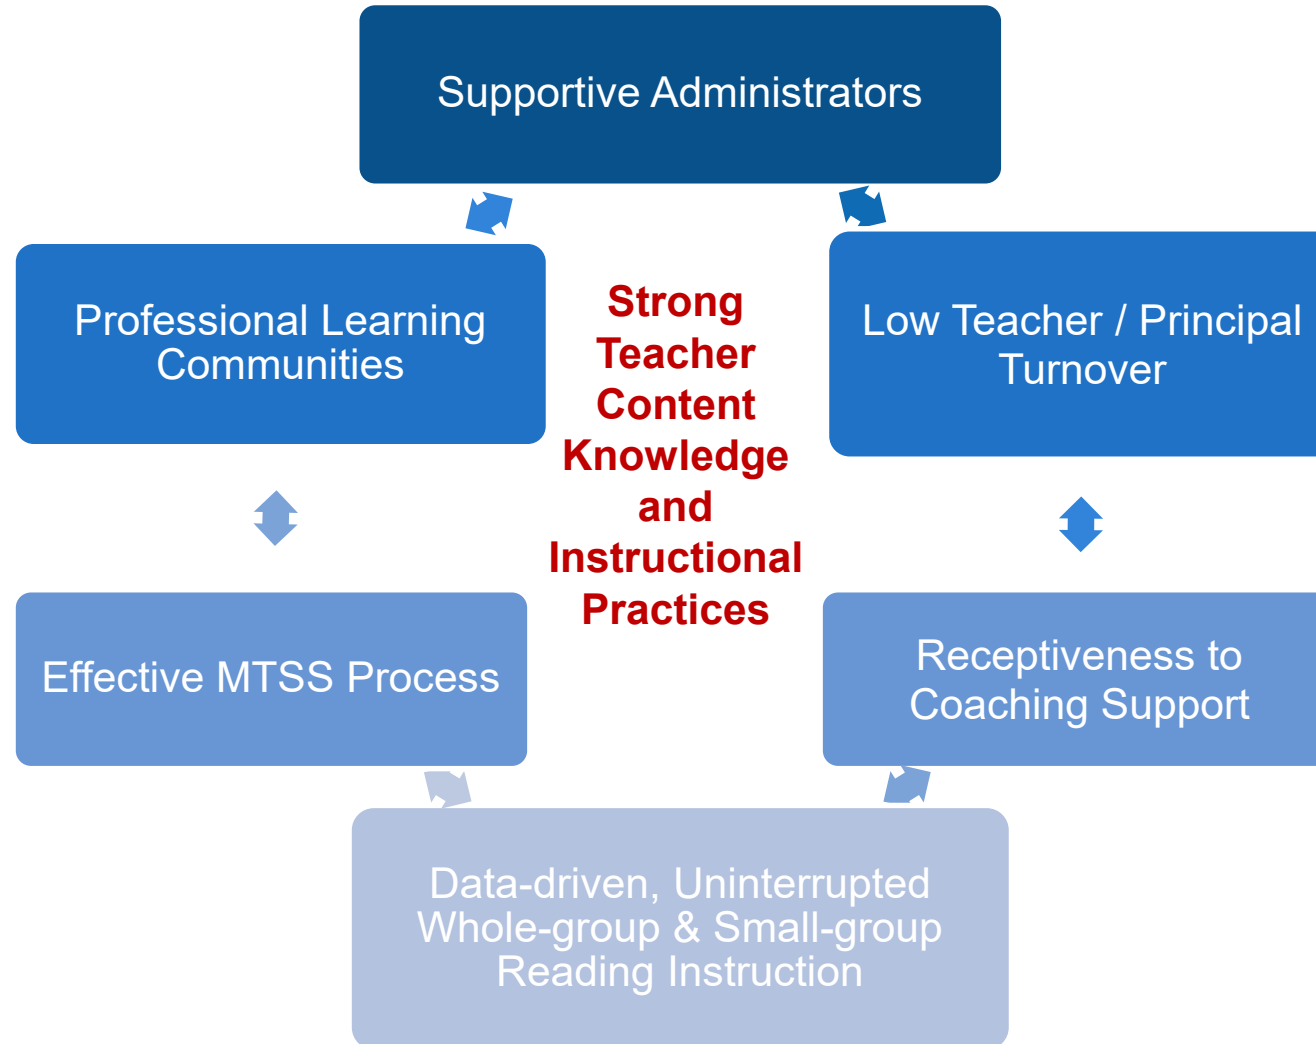 Supportive Administrators
Professional Learning
Communities
Low Teacher / Principal
Turnover
Strong
Teacher
Content
Knowledge
and
Instructional
Practices
Effective MTSS Process
Receptiveness to
Coaching Support
Data-driven, Uninterrupted
Whole-group & Small-group
Reading Instruction